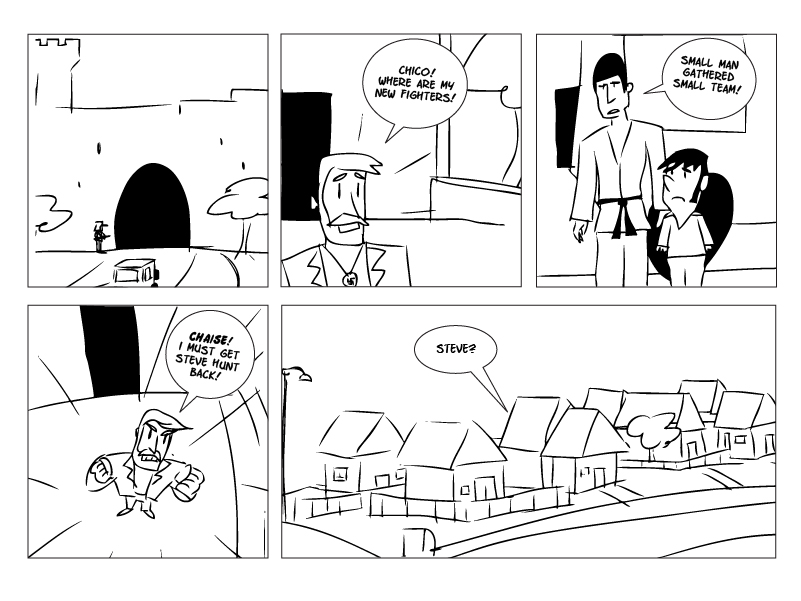 CHICO!
WHERE ARE MY
NEW FIGHTERS!
SMALL MAN
GATHERED
SMALL TEAM!
CHAISE!
I MUST GET
STEVE HUNT
BACK!
STEVE?